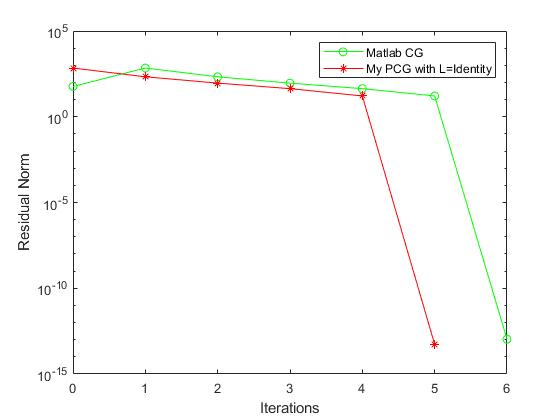 10^5
Matlab CG
My PCG with L=Identity
10^0
Residual Norm
10^-5
10^-10
10^-15
0 1 2 3 4 5 6
Iterations